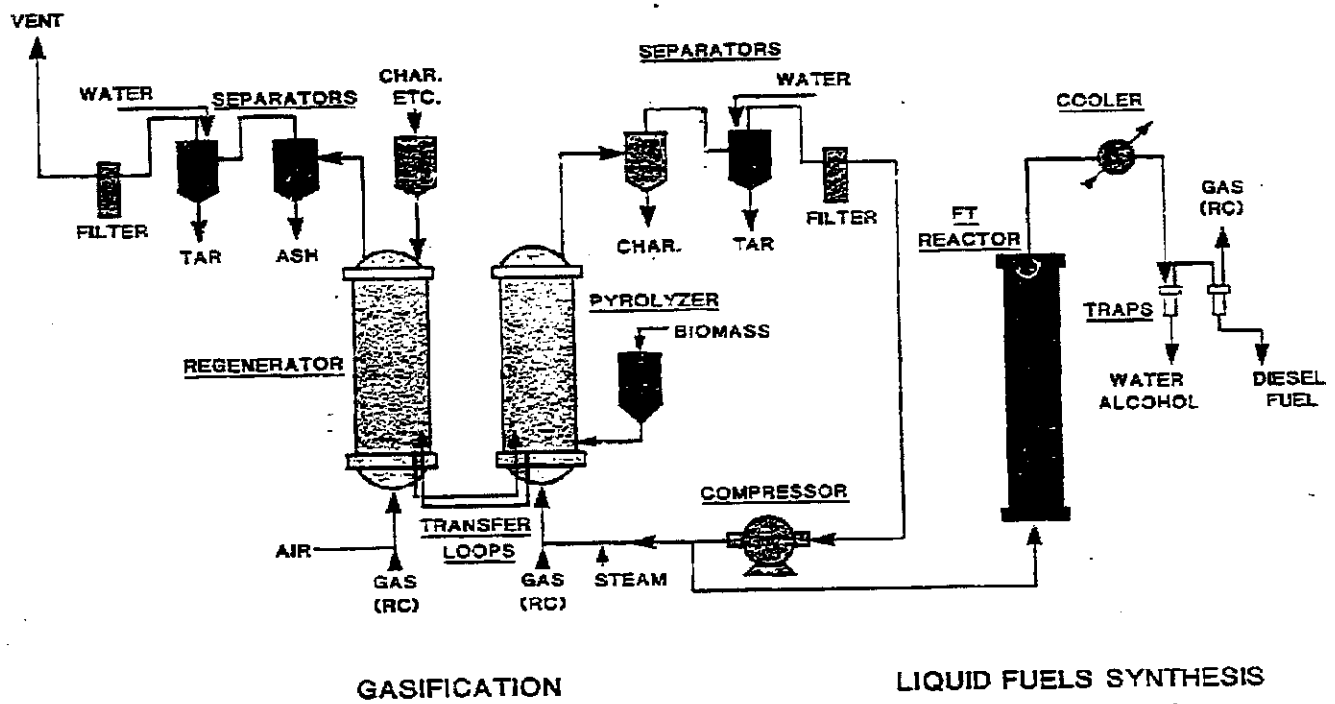 VENT
WATER
SEPARATORS
CHAR.
ETC.
SEPARATORS
WATER
COOLER
GAS
(RC)
FILTER
TAR
ASH
CHAR.
TAR
FILTER
FT
REACTOR
PYROLYZER
BIOMASS
TRAPS
REGENERATOR
WATER
ALCOHOL
DIESEL
FUEL
COMPRESSOR
TRANSFER
LOOPS
AIR
GAS
(RC)
GAS
(RC)
STEAM
GASIFICATION
LIQUID FUELS SYNTHESIS